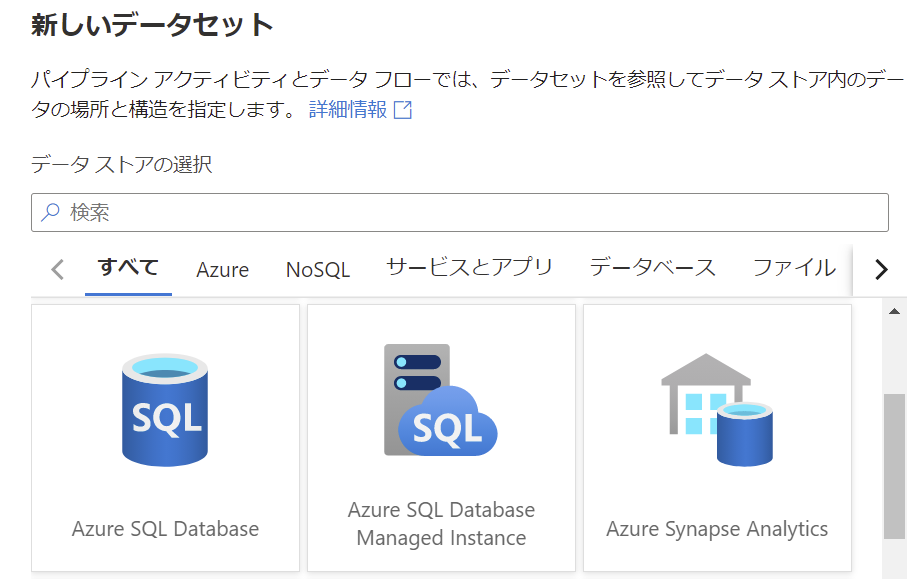 新しいデータセット
パイプライン アクティビティとデータ フローでは、データセットを参照してデータ ストア内のデー
タの場所と構造を指定します。 詳細情報
データ ストアの選択
検索
すべて Azure NoSQL サービスとアプリ データベース ファイル
SQL SQL
Azure SQL Database
Azure SQL Database
Managed Instance
Azure Synapse Analytics